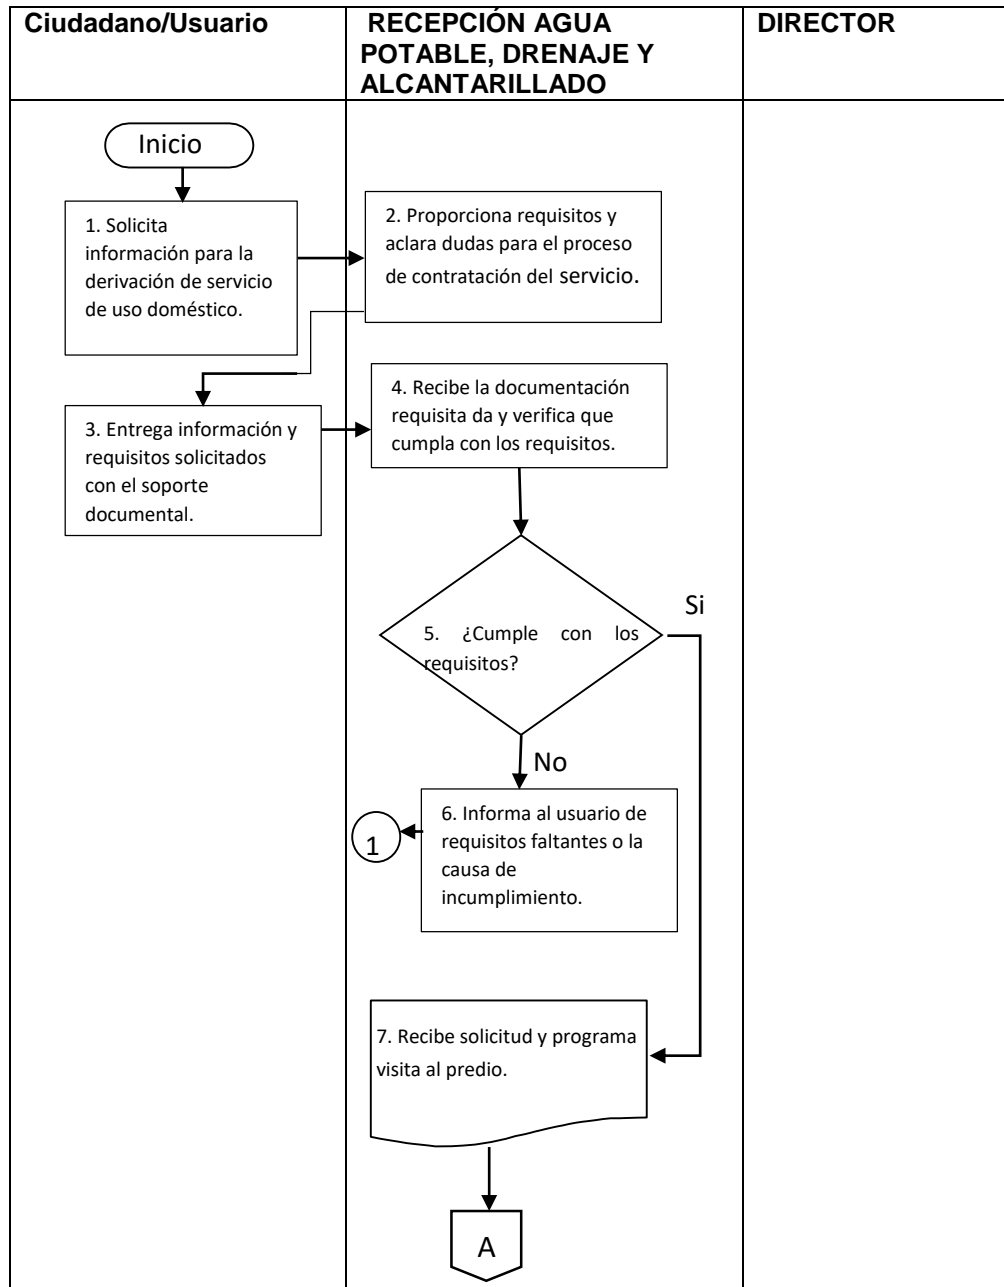 Ciudadano/Usuario
RECEPCIÓN AGUA
POTABLE, DRENAJE Y
ALCANTARILLADO
DIRECTOR
Inicio
1. Solicita
información para la
derivación de servicio
de uso doméstico.
2. Proporciona requisitos y
aclara dudas para el proceso
de contratación del servicio.
3. Entrega información y
requisitos solicitados
con el soporte
documental.
4. Recibe la documentación
requisita da y verifica que
cumpla con los requisitos.
5. ¿Cumple con los
requisitos?
Si
No
6. Informa al usuario de
requisitos faltantes o la
causa de
incumplimiento.
1
7. Recibe solicitud y programa
visita al predio.
A